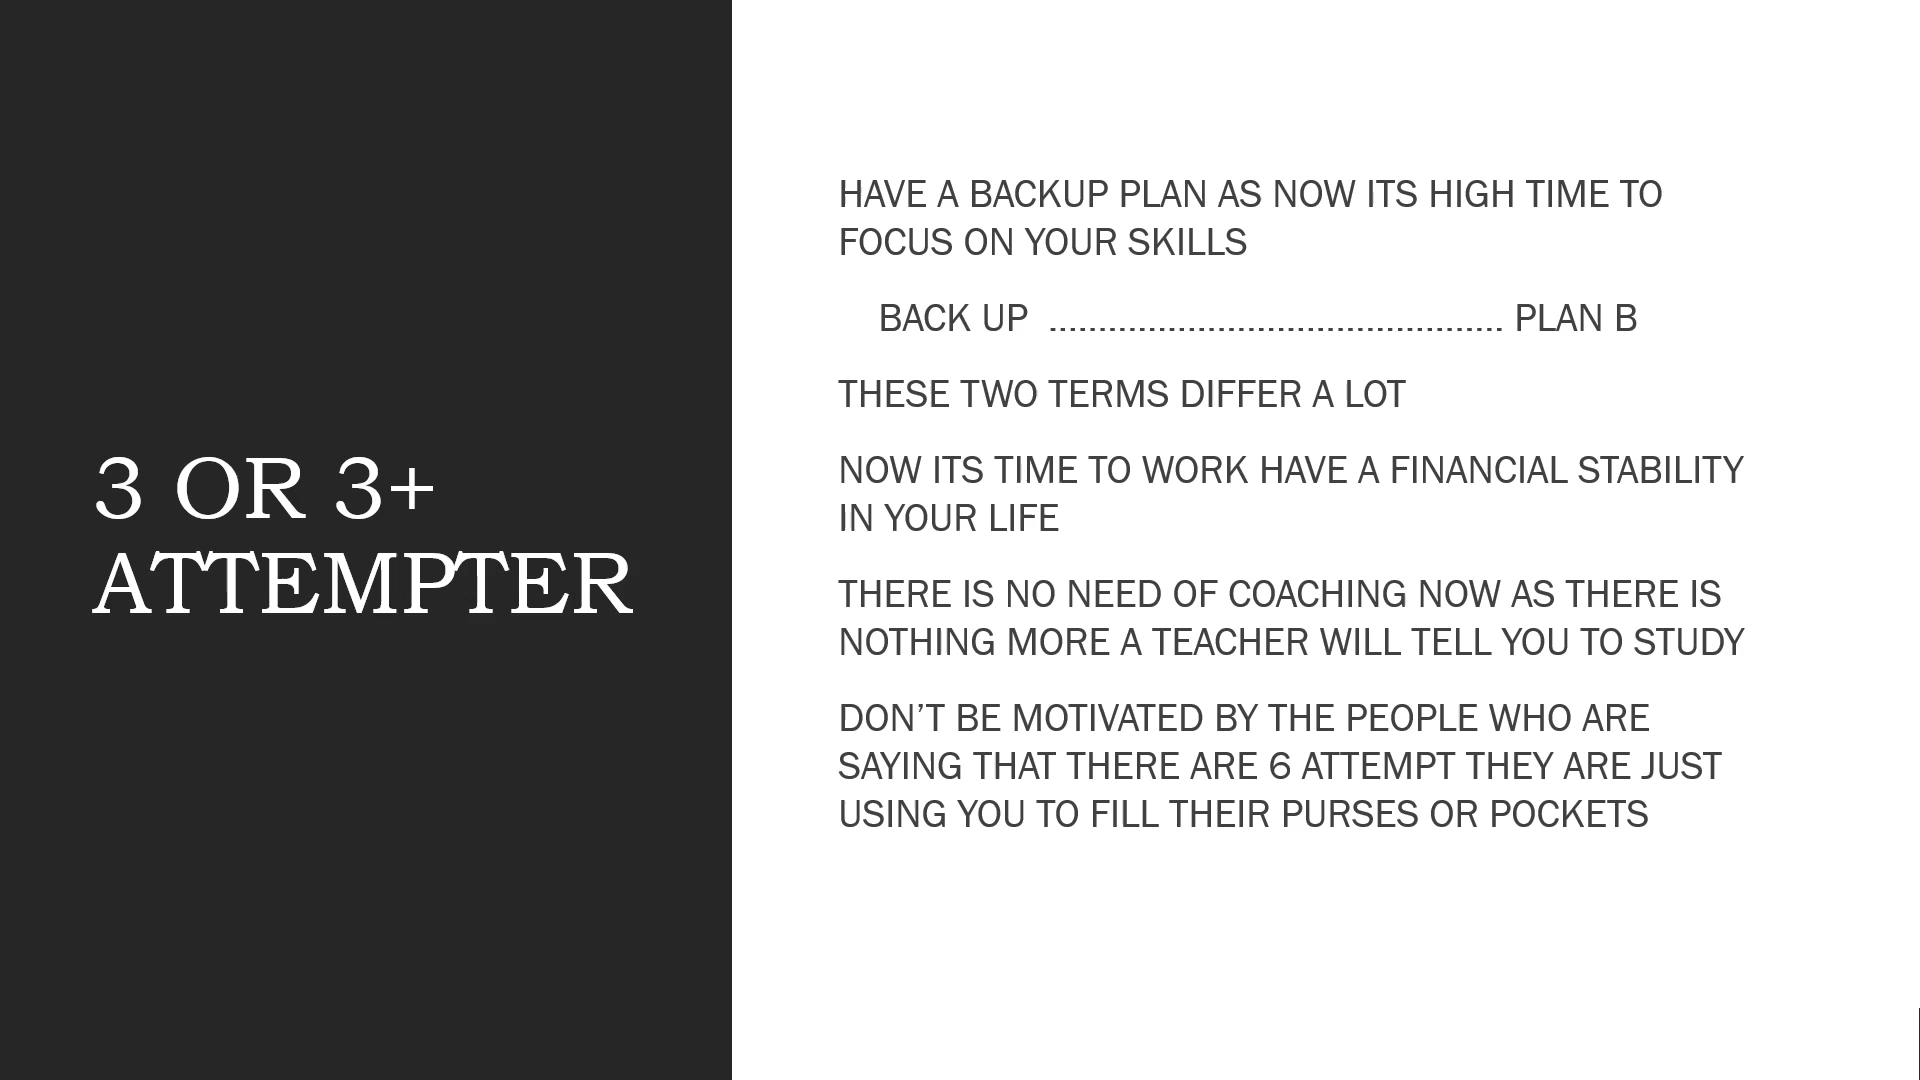 3 OR 3+
ATTEMPTER
HAVE A BACKUP PLAN AS NOW ITS HIGH TIME TO
FOCUS ON YOUR SKILLS
BACK UP ............................................. PLAN B
THESE TWO TERMS DIFFER A LOT
NOW ITS TIME TO WORK HAVE A FINANCIAL STABILITY
IN YOUR LIFE
THERE IS NO NEED OF COACHING NOW AS THERE IS
NOTHING MORE A TEACHER WILL TELL YOU TO STUDY
DON’T BE MOTIVATED BY THE PEOPLE WHO ARE
SAYING THAT THERE ARE 6 ATTEMPT THEY ARE JUST
USING YOU TO FILL THEIR PURSES OR POCKETS